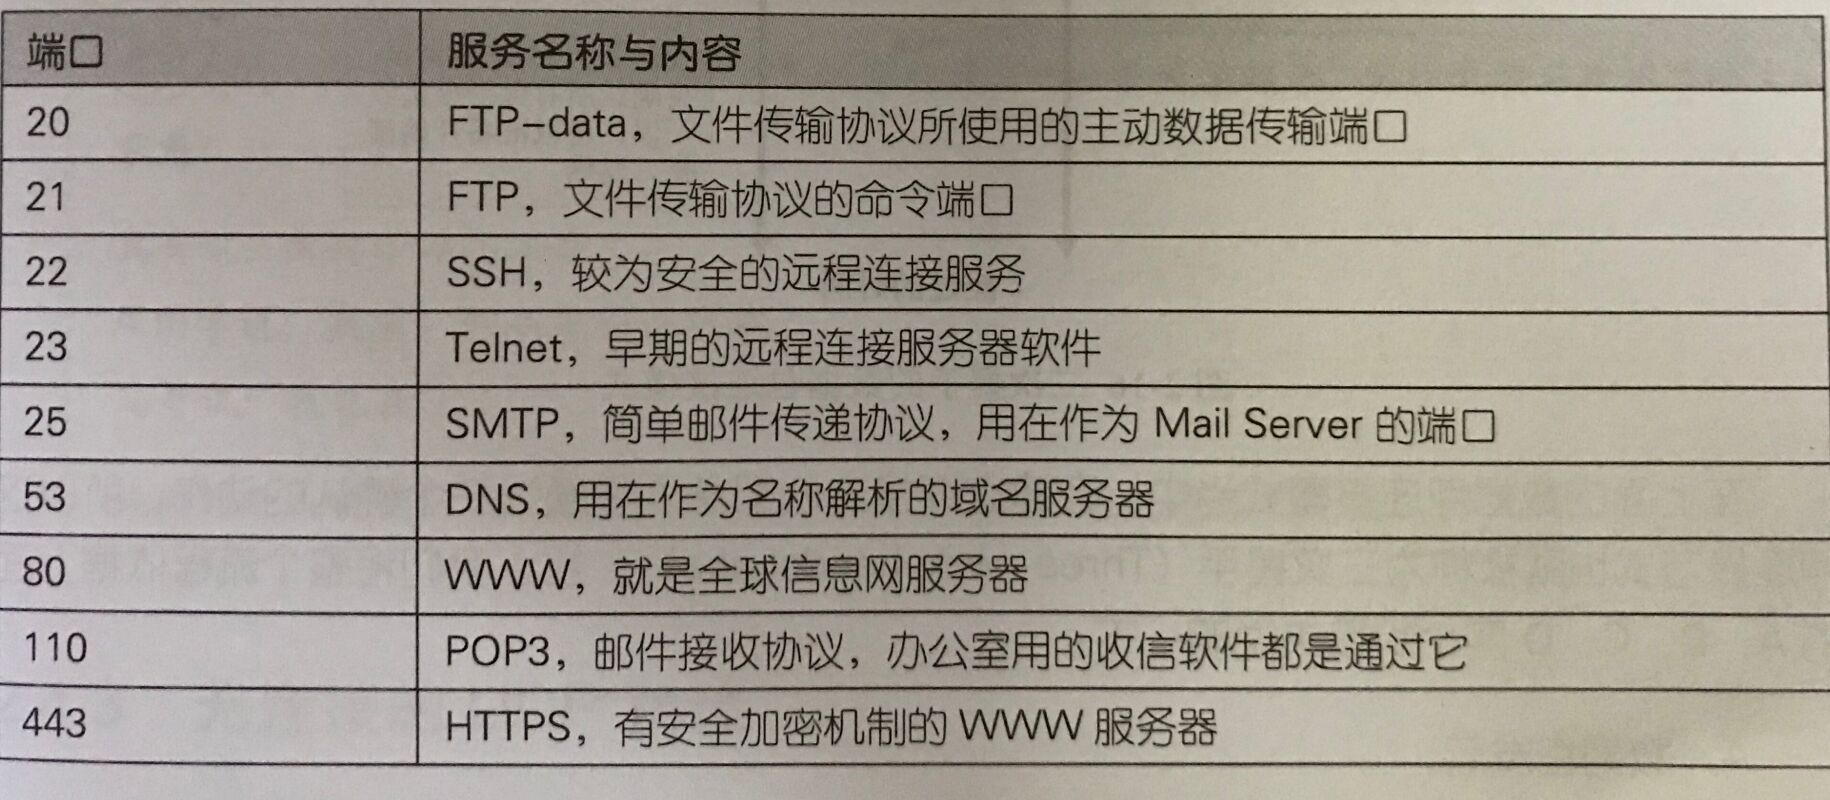 端口 服务名称与内容
20 FTP-data，文件传输协议所使用的主动数据传输端口
21 FTP，文件传输协议的命令端口
22 SSH，较为安全的远程连接服务
23 Telnet，早期的远程连接服务器软件
25 SMTP，简单邮件传递协议，用在作为 Mail Server 的端口
53 DNS，用在作为名称解析的域名服务器
80 WWW，就是全球信息网服务器
110 POP3，邮件接收协议，办公室用的收信软件都是通过它
443 HTTPS，有安全加密机制的 WWW 服务器